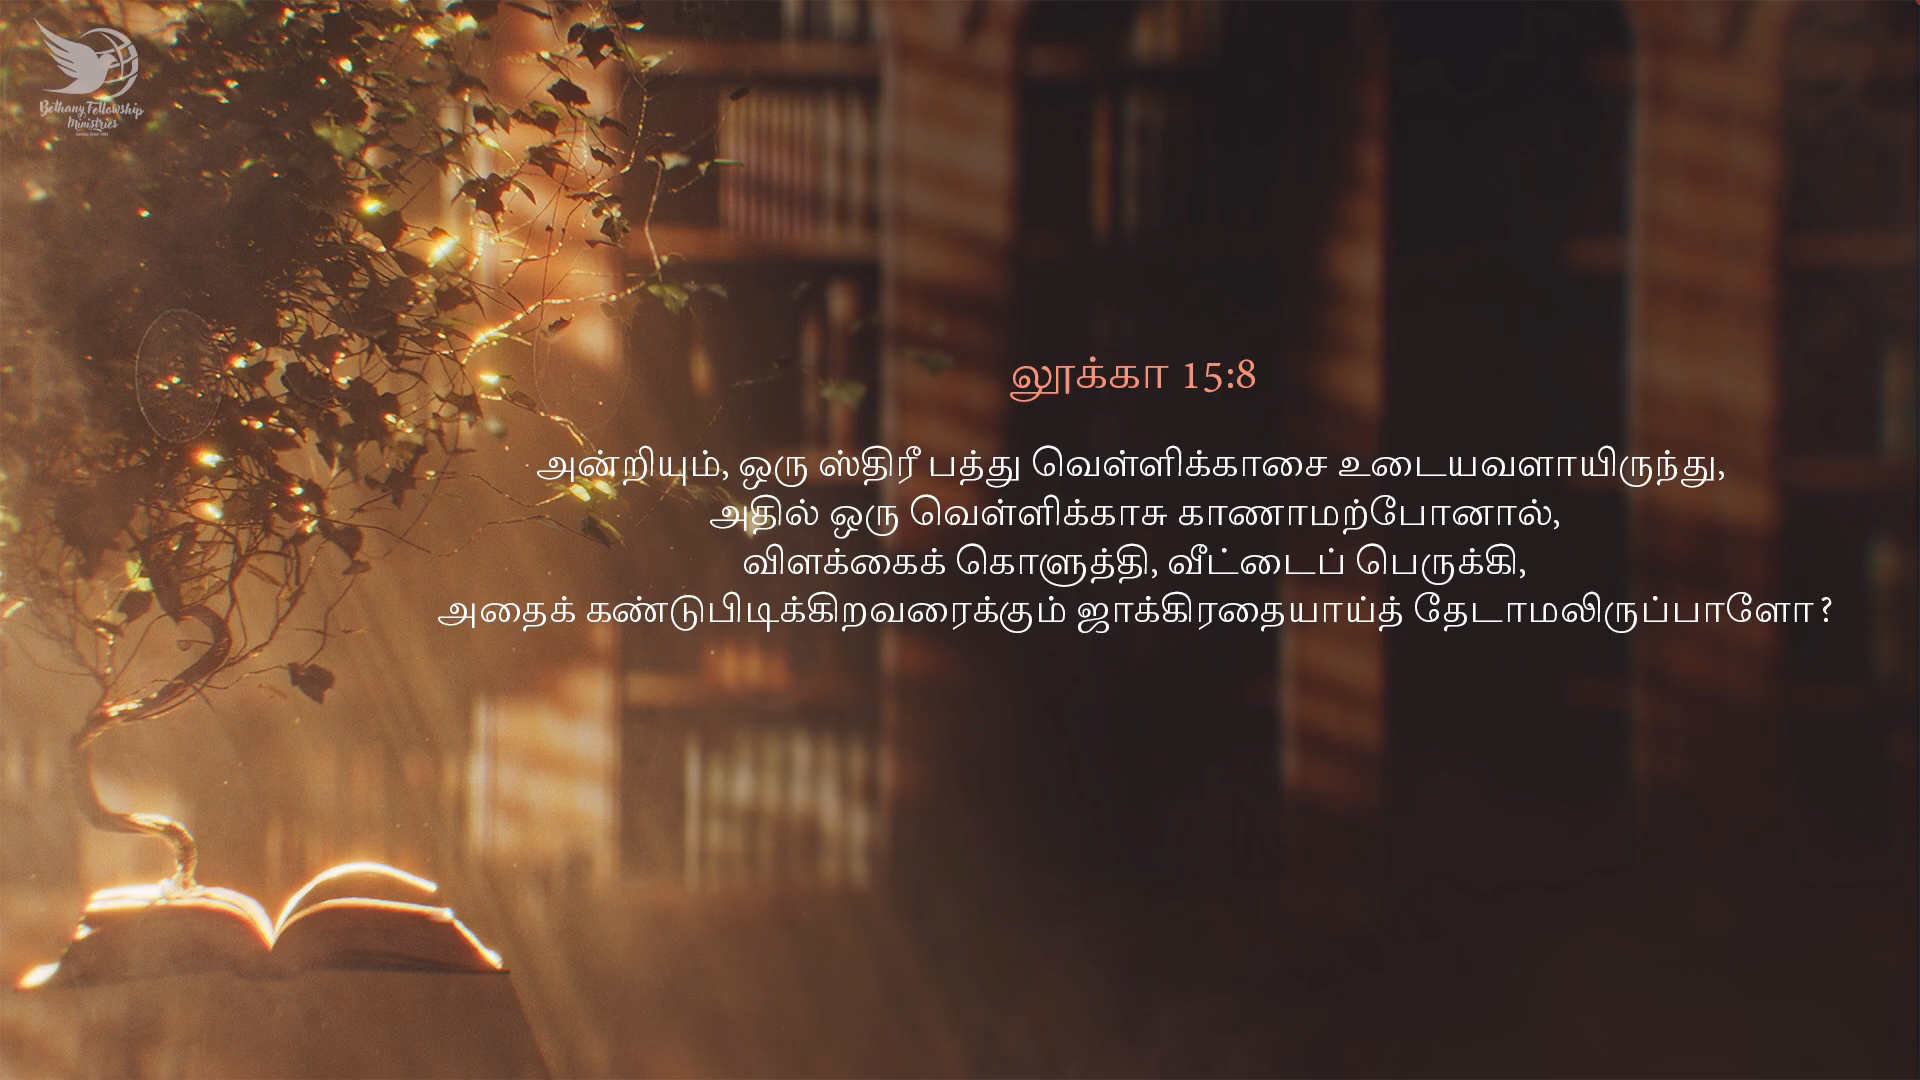 Bethany Fellowship
Ministries
லூக்கா 15:8
அன்றியும், ஒரு ஸ்திரீ பத்து வெள்ளிக்காசை உடையவளாயிருந்து,
அதில் ஒரு வெள்ளிக்காசு காணாமற்போனால்,
விளக்கைக் கொளுத்தி, வீட்டைப் பெருக்கி,
அதைக் கண்டுபிடிக்கிறவரைக்கும் ஜாக்கிரதையாய்த் தேடாமலிருப்பாளோ?